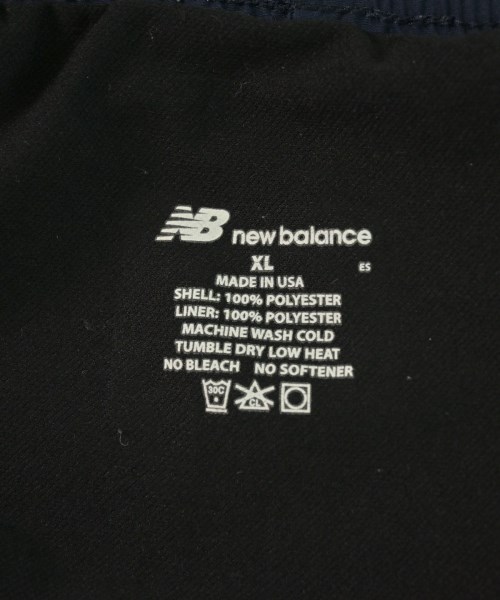 NB new balance
XL ES
MADE IN USA
SHELL: 100% POLYESTER
LINER: 100% POLYESTER
MACHINE WASH COLD
TUMBLE DRY LOW HEAT
NO BLEACH NO SOFTENER
30C CL